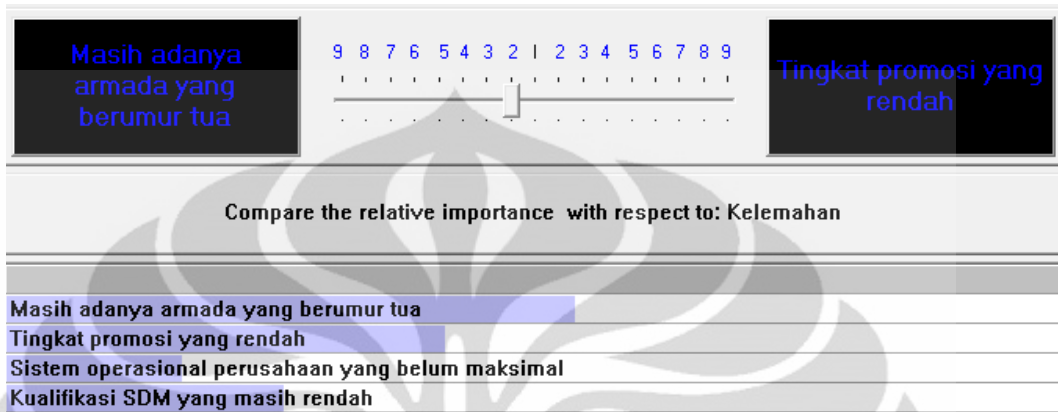 Masih adanya
armada yang
berumur tua
9 8 7 6 5 4 3 2 | 2 3 4 5 6 7 8 9
Tingkat promosi yang
rendah
Compare the relative importance with respect to: Kelemahan
Masih adanya armada yang berumur tua
Tingkat promosi yang rendah
Sistem operasional perusahaan yang belum maksimal
Kualifikasi SDM yang masih rendah